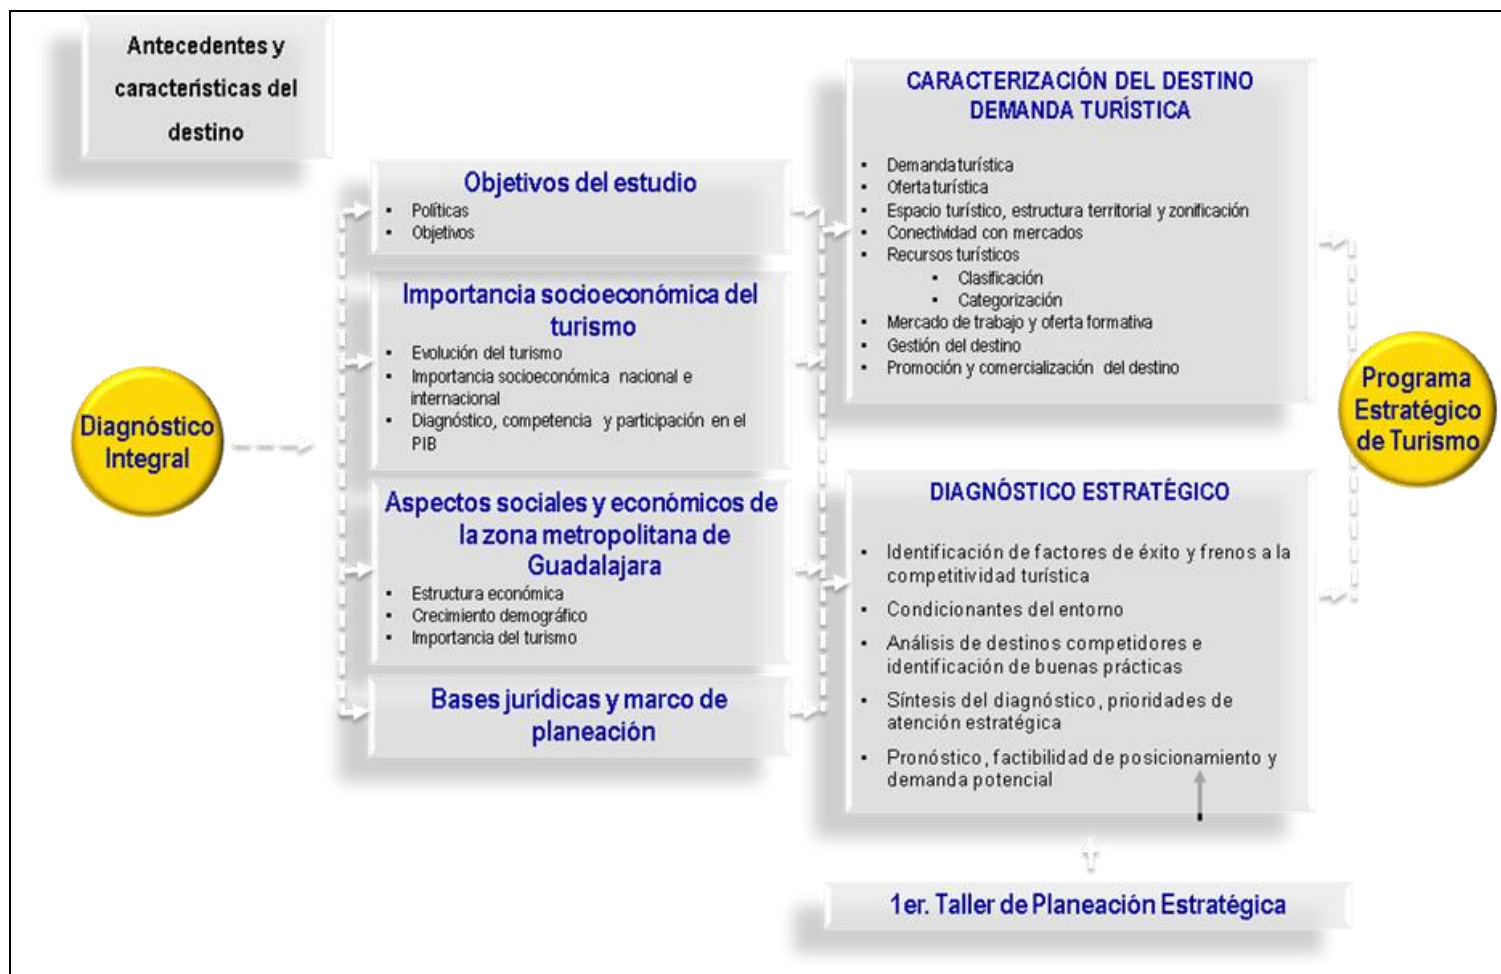 Antecedentes y
características del
destino
Diagnóstico
Integral
Objetivos del estudio
▪ Políticas
▪ Objetivos
Importancia socioeconómica del
turismo
▪ Evolución del turismo
▪ Importancia socioeconómica nacional e
internacional
▪ Diagnóstico, competencia y participación en el
PIB
Aspectos sociales y económicos de
la zona metropolitana de
Guadalajara
▪ Estructura económica
▪ Crecimiento demográfico
▪ Importancia del turismo
Bases jurídicas y marco de
planeación
CARACTERIZACIÓN DEL DESTINO
DEMANDA TURÍSTICA
▪ Demanda turística
▪ Oferta turística
▪ Espacio turístico, estructura territorial y zonificación
▪ Conectividad con mercados
▪ Recursos turísticos
▪ Clasificación
▪ Categorización
▪ Mercado de trabajo y oferta formativa
▪ Gestión del destino
▪ Promoción y comercialización del destino
DIAGNÓSTICO ESTRATÉGICO
▪ Identificación de factores de éxito y frenos a la
competitividad turística
▪ Condicionantes del entorno
▪ Análisis de destinos competidores e
identificación de buenas prácticas
▪ Síntesis del diagnóstico, prioridades de
atención estratégica
▪ Pronóstico, factibilidad de posicionamiento y
demanda potencial
1er. Taller de Planeación Estratégica
Programa
Estratégico
de Turismo